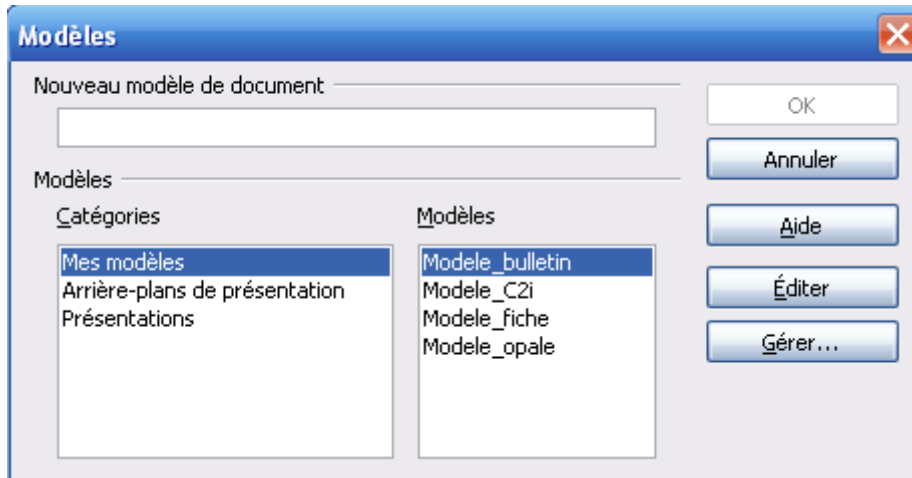 Modèles
Nouveau modèle de document
OK
Annuler
Modèles
Catégories
Modèles
Aide
Mes modèles
Modele_bulletin
Arrière-plans de présentation
Modele_C2i
Éditer
Présentations
Modele_fiche
Modele_opale
Gérer...